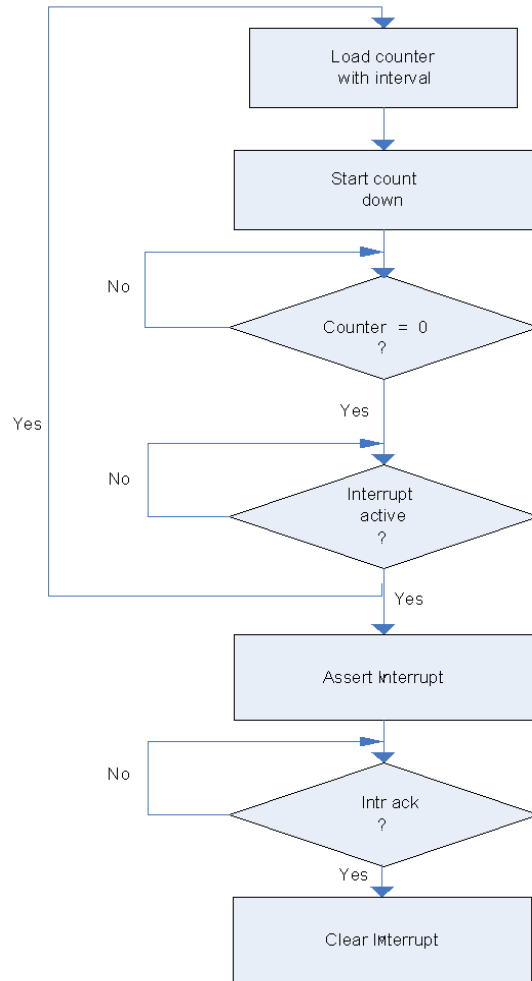 Load counter
with interval
Start count
down
No
Counter = 0
?
Yes
Yes
No
Interrupt
active
?
Yes
Assert Interrupt
No
Intr ack
?
Yes
Clear Interrupt